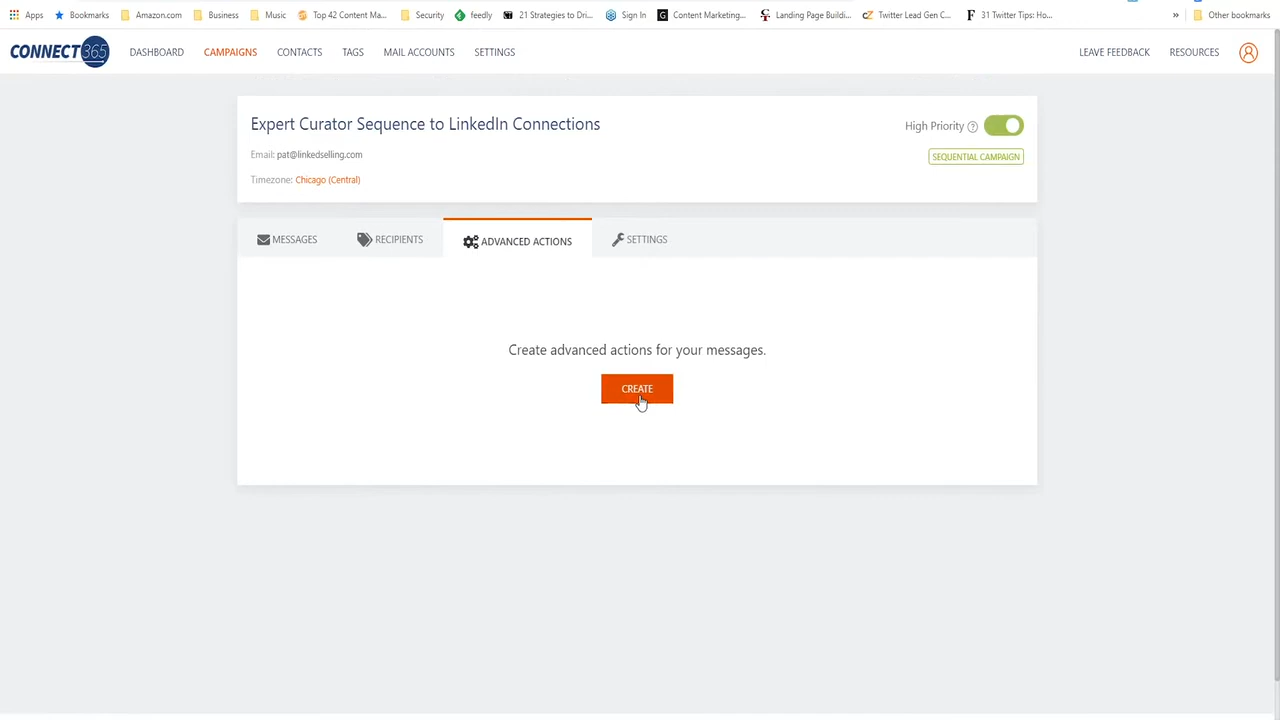 Apps Bookmarks Amazon.com Business Music Top 42 Content Ma... Security feedly 21 Strategies to Dri... Sign In Content Marketing... Landing Page Buildi... Twitter Lead Gen C... 31 Twitter Tips: Ho... » Other bookmarks
CONNECT365 DASHBOARD CAMPAIGNS CONTACTS TAGS MAIL ACCOUNTS SETTINGS LEAVE FEEDBACK RESOURCES
Expert Curator Sequence to LinkedIn Connections High Priority ?
Email: pat@linkedselling.com SEQUENTIAL CAMPAIGN
Timezone: Chicago (Central)
MESSAGES RECIPIENTS ADVANCED ACTIONS SETTINGS
Create advanced actions for your messages.
CREATE